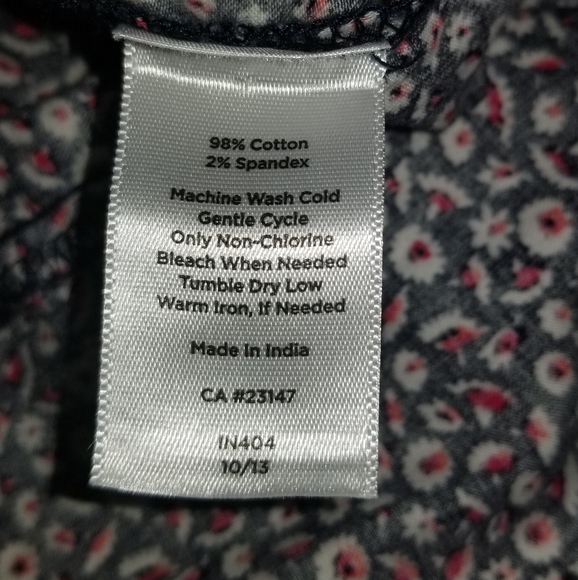 98% Cotton
2% Spandex
Machine Wash Cold
Gentle Cycle
Only Non-Chlorine
Bleach When Needed
Tumble Dry Low
Warm Iron, If Needed
Made In India
CA #23147
IN404
10/13